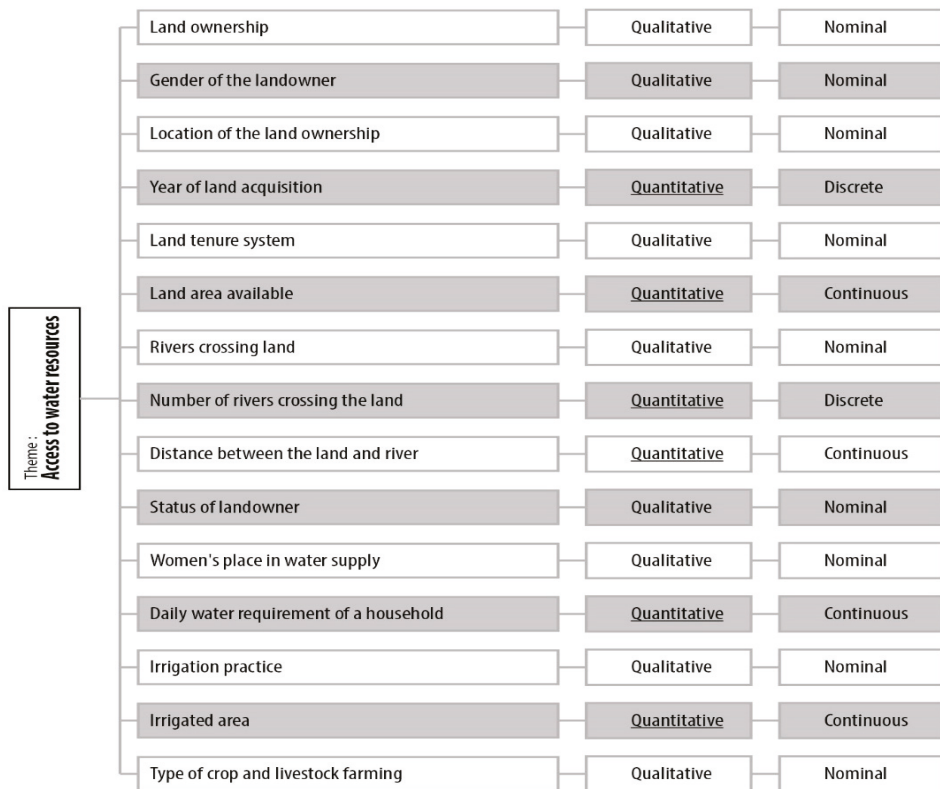 Land ownership Qualitative Nominal
Gender of the landowner Qualitative Nominal
Location of the land ownership Qualitative Nominal
Year of land acquisition Quantitative Discrete
Land tenure system Qualitative Nominal
Land area available Quantitative Continuous
Rivers crossing land Qualitative Nominal
Number of rivers crossing the land Quantitative Discrete
Distance between the land and river Quantitative Continuous
Status of landowner Qualitative Nominal
Women's place in water supply Qualitative Nominal
Daily water requirement of a household Quantitative Continuous
Irrigation practice Qualitative Nominal
Irrigated area Quantitative Continuous
Type of crop and livestock farming Qualitative Nominal
Theme :
Access to water resources